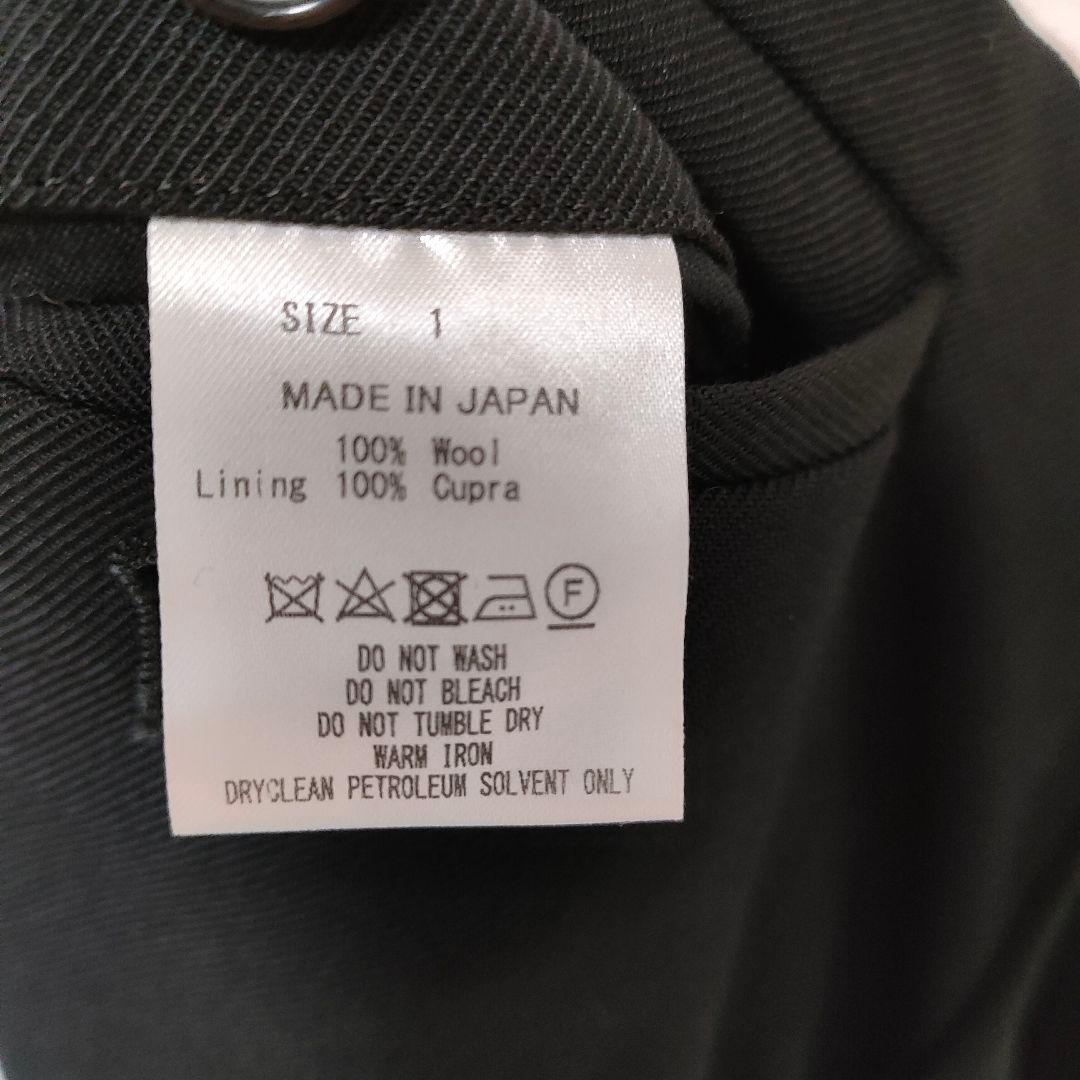 SIZE 1
MADE IN JAPAN
100% Wool
Lining 100% Cupra
F
DO NOT WASH
DO NOT BLEACH
DO NOT TUMBLE DRY
WARM IRON
DRYCLEAN PETROLEUM SOLVENT ONLY